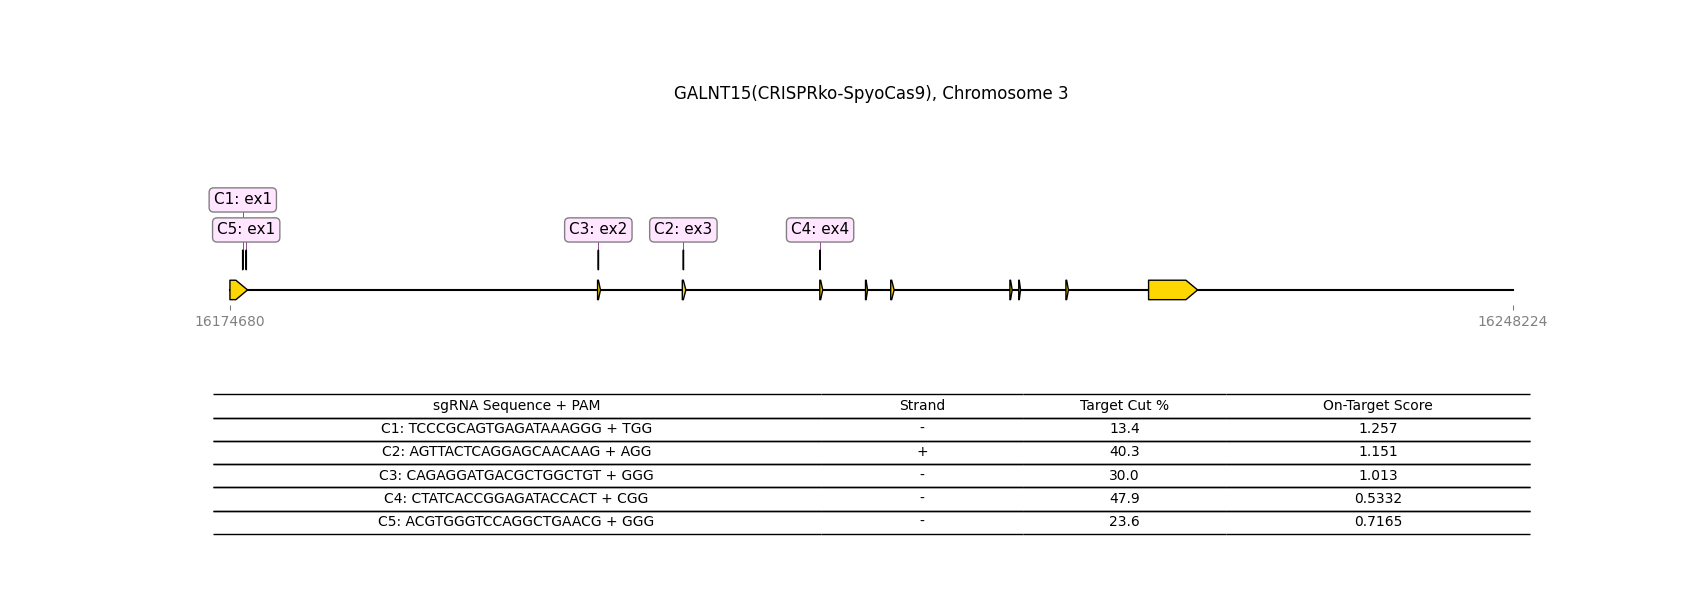 GALNT15(CRISPRko-SpyoCas9), Chromosome 3
C1: ex1
C5: ex1 C3: ex2 C2: ex3 C4: ex4
16174680 16248224
sgRNA Sequence + PAM Strand Target Cut % On-Target Score
C1: TCCCGCAGTGAGATAAAGGG + TGG - 13.4 1.257
C2: AGTTACTCAGGAGCAACAAG + AGG + 40.3 1.151
C3: CAGAGGATGACGCTGGCTGT + GGG - 30.0 1.013
C4: CTATCACCGGAGATACCACT + CGG - 47.9 0.5332
C5: ACGTGGGTCCAGGCTGAACG + GGG - 23.6 0.7165